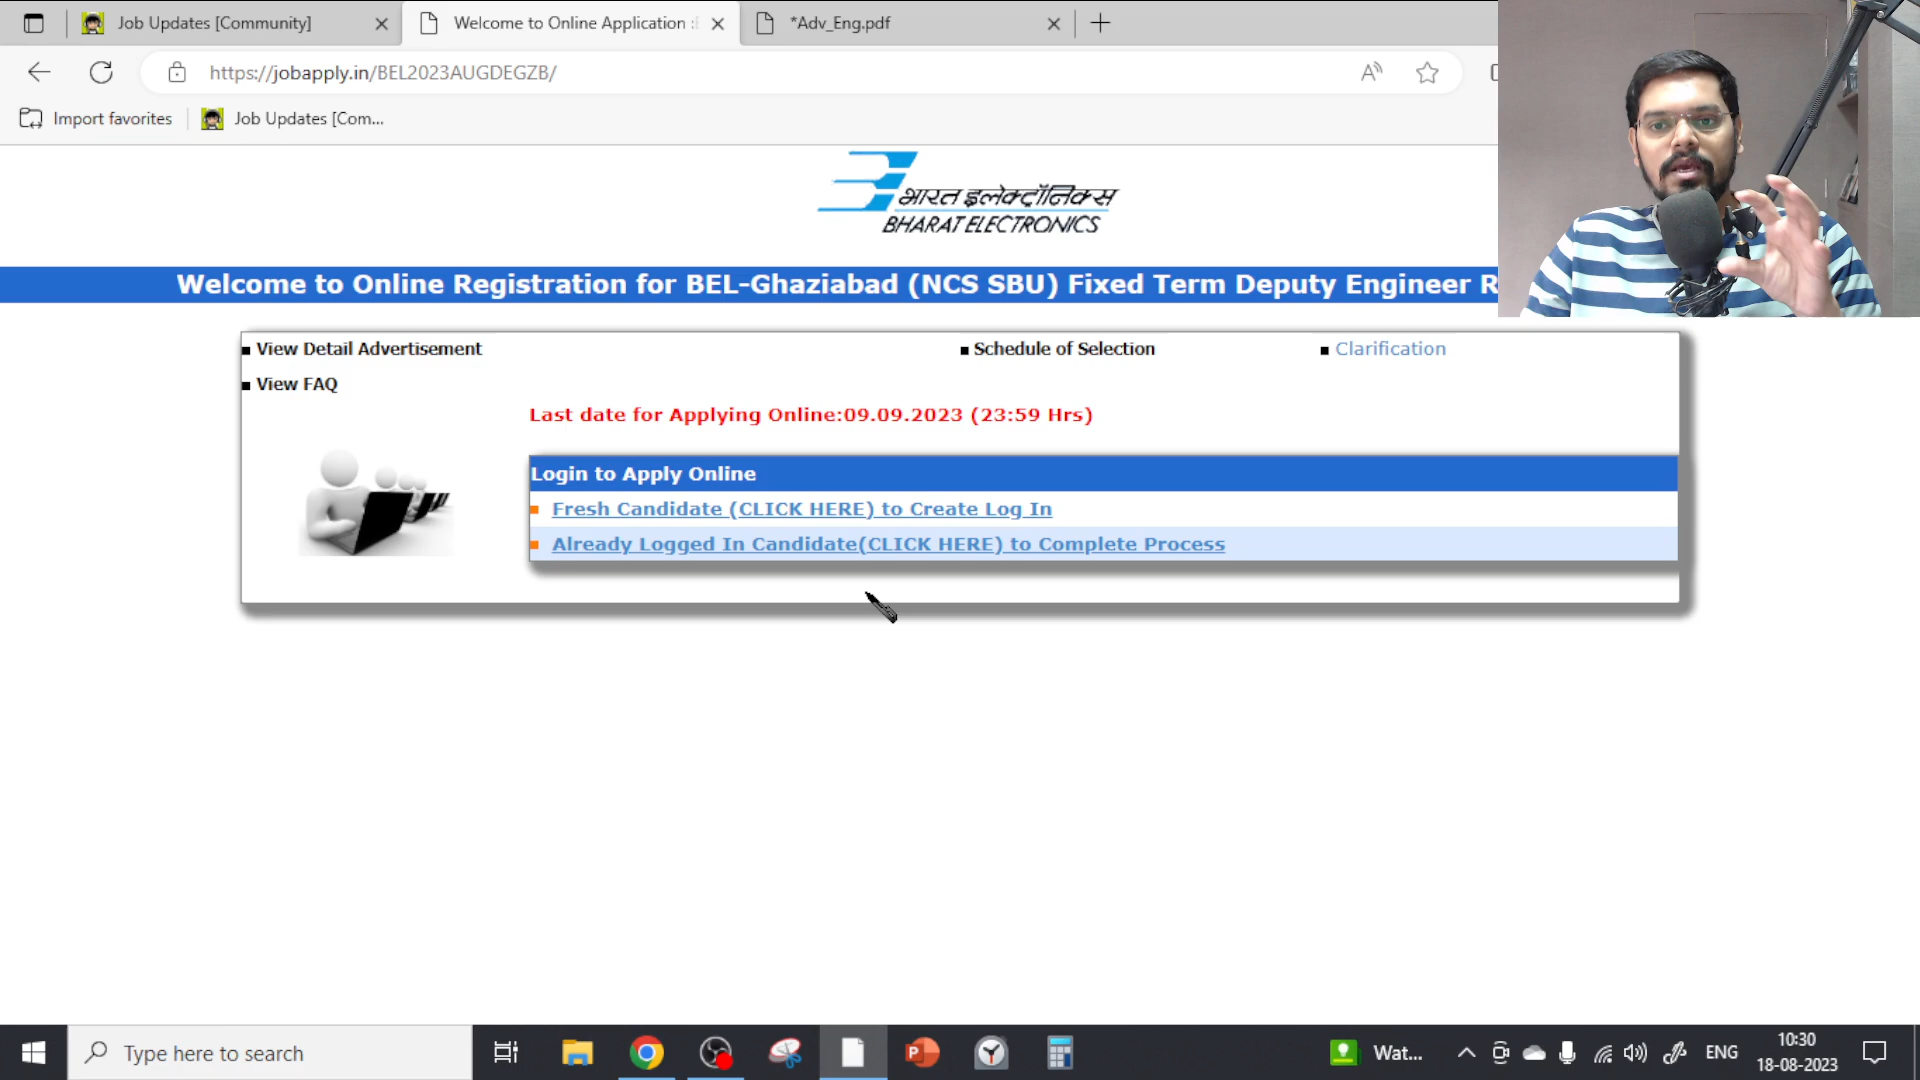 Job Updates [Community]
Welcome to Online Application :
*Adv_Eng.pdf
https://jobapply.in/BEL2023AUGDEGZB/
Import favorites
Job Updates [Com...
भारत इलेक्ट्रॉनिक्स
BHARAT ELECTRONICS
Welcome to Online Registration for BEL-Ghaziabad (NCS SBU) Fixed Term Deputy Engineer R
View Detail Advertisement
Schedule of Selection
Clarification
View FAQ
Last date for Applying Online:09.09.2023 (23:59 Hrs)
Login to Apply Online
Fresh Candidate (CLICK HERE) to Create Log In
Already Logged In Candidate(CLICK HERE) to Complete Process
Type here to search
Wat...
ENG
10:30
18-08-2023